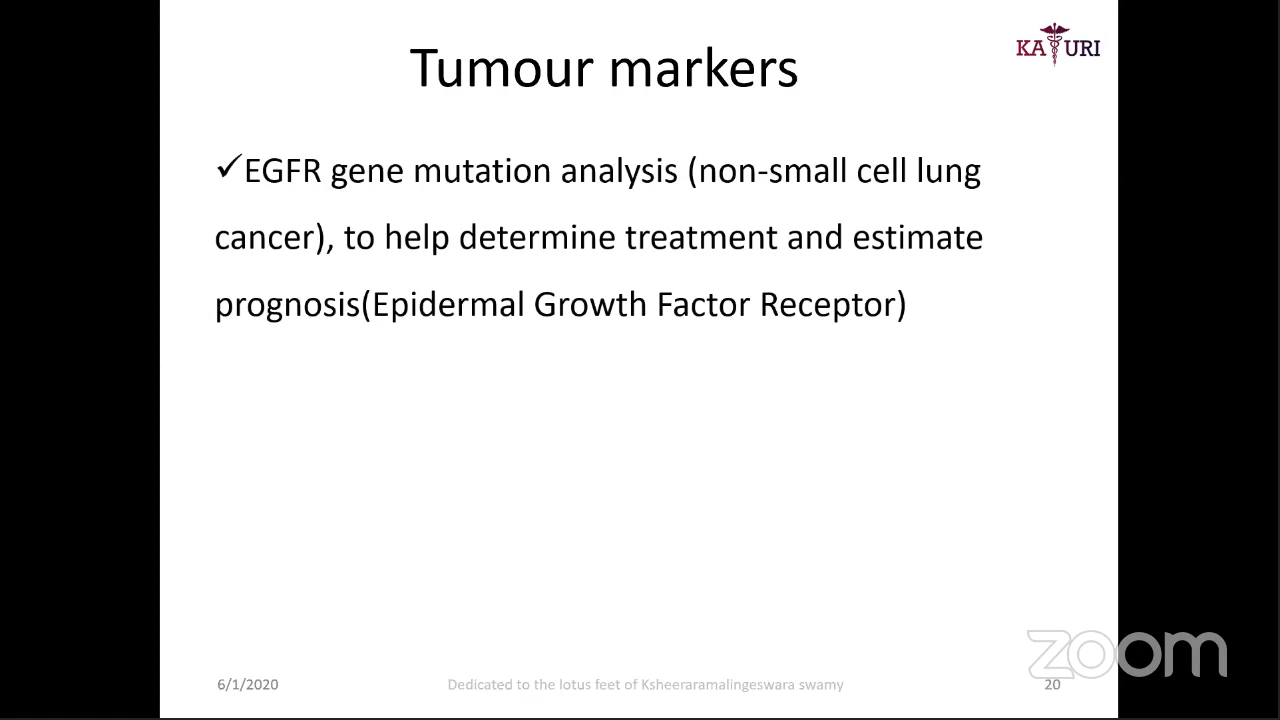 Tumour markers
KATURI
✓EGFR gene mutation analysis (non-small cell lung
cancer), to help determine treatment and estimate
prognosis(Epidermal Growth Factor Receptor)
zoom
6/1/2020 Dedicated to the lotus feet of Ksheeraramalingeswara swamy 20